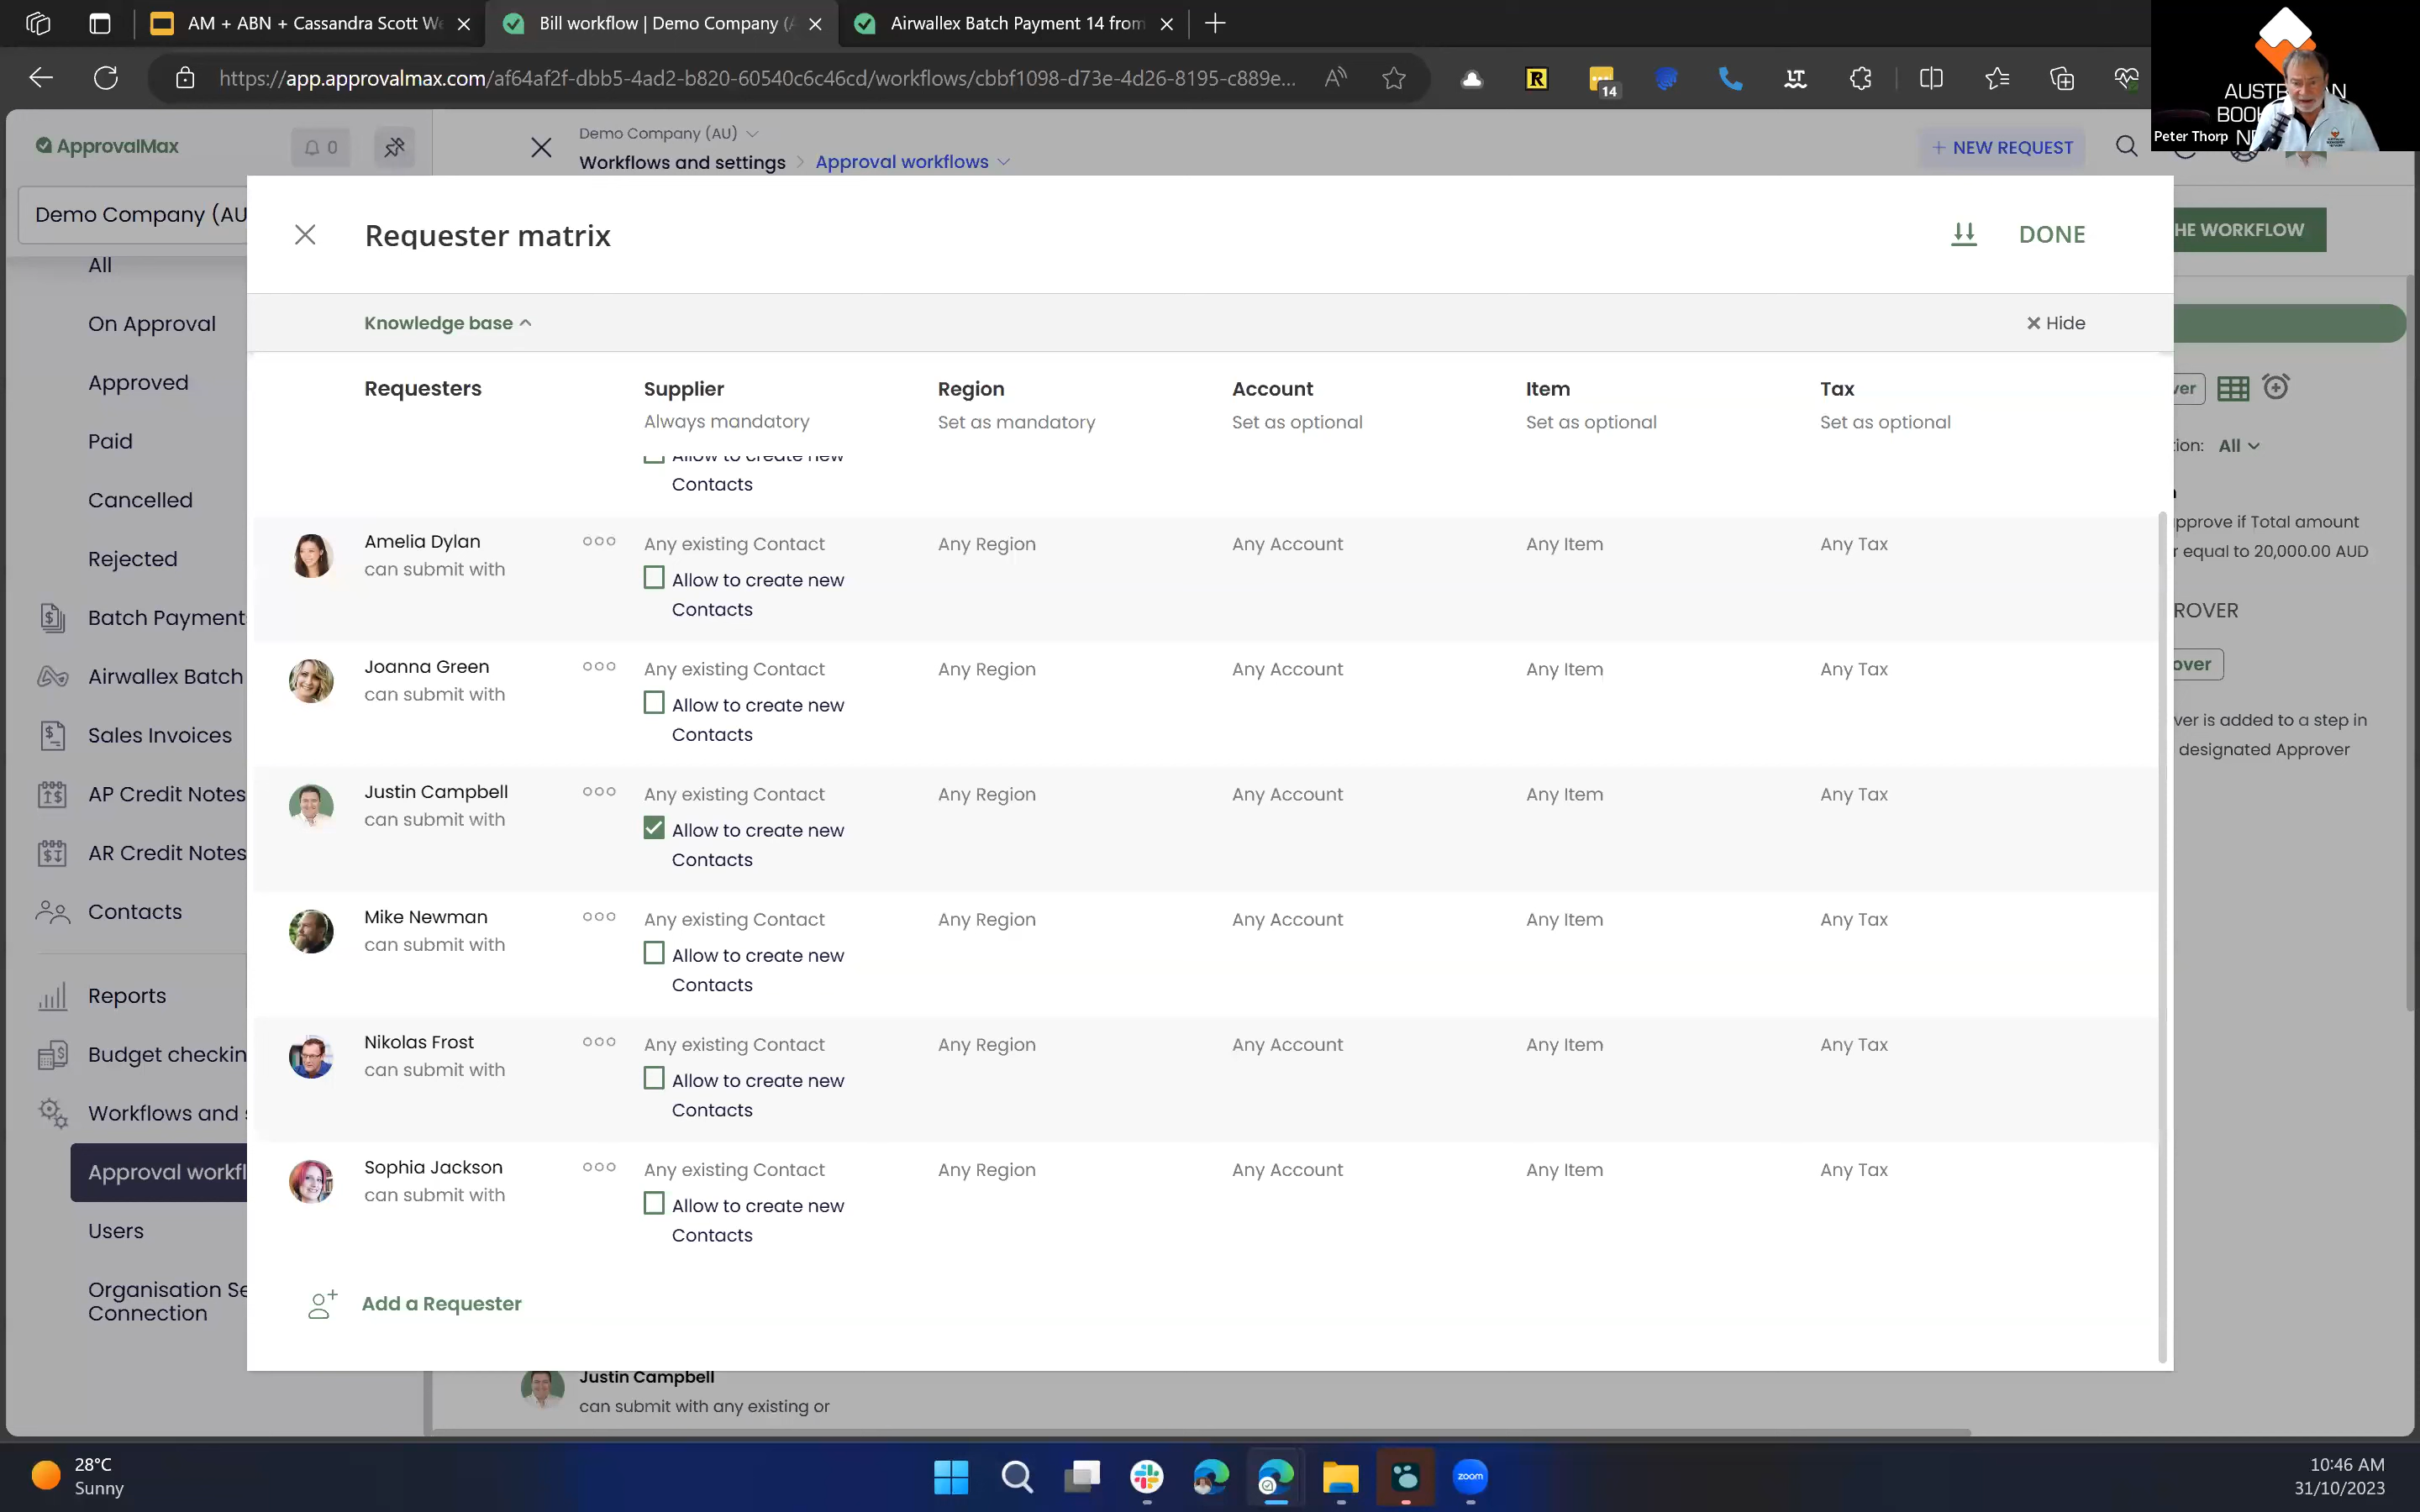 AM + ABN + Cassandra Scott We
Bill workflow | Demo Company (A
Airwallex Batch Payment 14 from
https://app.approvalmax.com/af64af2f-dbb5-4ad2-b820-60540c6c46cd/workflows/cbbf1098-d73e-4d26-8195-c889e...
14
Peter Thorp
ApprovalMax
0
Demo Company (AU)
Workflows and settings > Approval workflows
+ NEW REQUEST
Demo Company (AU
HE WORKFLOW
Requester matrix
DONE
Knowledge base
Hide
All
On Approval
Approved
Paid
Cancelled
Rejected
Batch Payment
Airwallex Batch
Sales Invoices
AP Credit Notes
AR Credit Notes
Contacts
Reports
Budget checkin
Workflows and s
Approval workfl
Users
Organisation Se
Connection
Requesters
Supplier
Region
Account
Item
Tax
Always mandatory
Set as mandatory
Set as optional
Set as optional
Set as optional
Allow to create new
Contacts
Amelia Dylan
can submit with
Any existing Contact
Allow to create new
Contacts
Any Region
Any Account
Any Item
Any Tax
Joanna Green
can submit with
Any existing Contact
Allow to create new
Contacts
Any Region
Any Account
Any Item
Any Tax
Justin Campbell
can submit with
Any existing Contact
Allow to create new
Contacts
Any Region
Any Account
Any Item
Any Tax
Mike Newman
can submit with
Any existing Contact
Allow to create new
Contacts
Any Region
Any Account
Any Item
Any Tax
Nikolas Frost
can submit with
Any existing Contact
Allow to create new
Contacts
Any Region
Any Account
Any Item
Any Tax
Sophia Jackson
can submit with
Any existing Contact
Allow to create new
Contacts
Any Region
Any Account
Any Item
Any Tax
Add a Requester
ver
ion: All
pprove if Total amount
r equal to 20,000.00 AUD
ROVER
over
ver is added to a step in
designated Approver
Justin Campbell
can submit with any existing or
28°C
Sunny
zoom
10:46 AM
31/10/2023